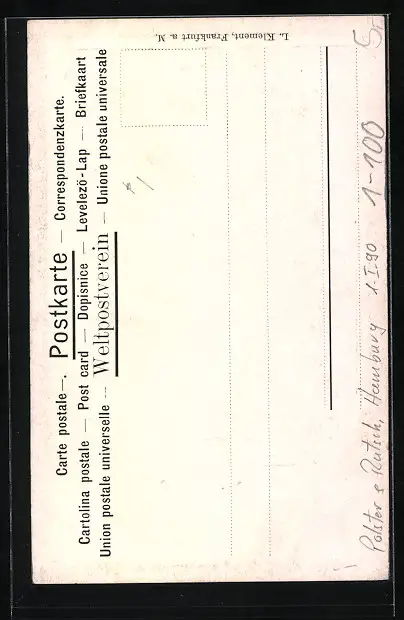 Carte postale—. Postkarte — Correspondenzkarte.
Cartolina postale — Post card — Dopisnice — Levelezö-Lap — Briefkaart
Union postale universelle -- Weltpostverein — Unione postale universale
L. Klement, Frankfurt a. M.
Polster & Rutsch, Hamburg 1.I.90 1-100